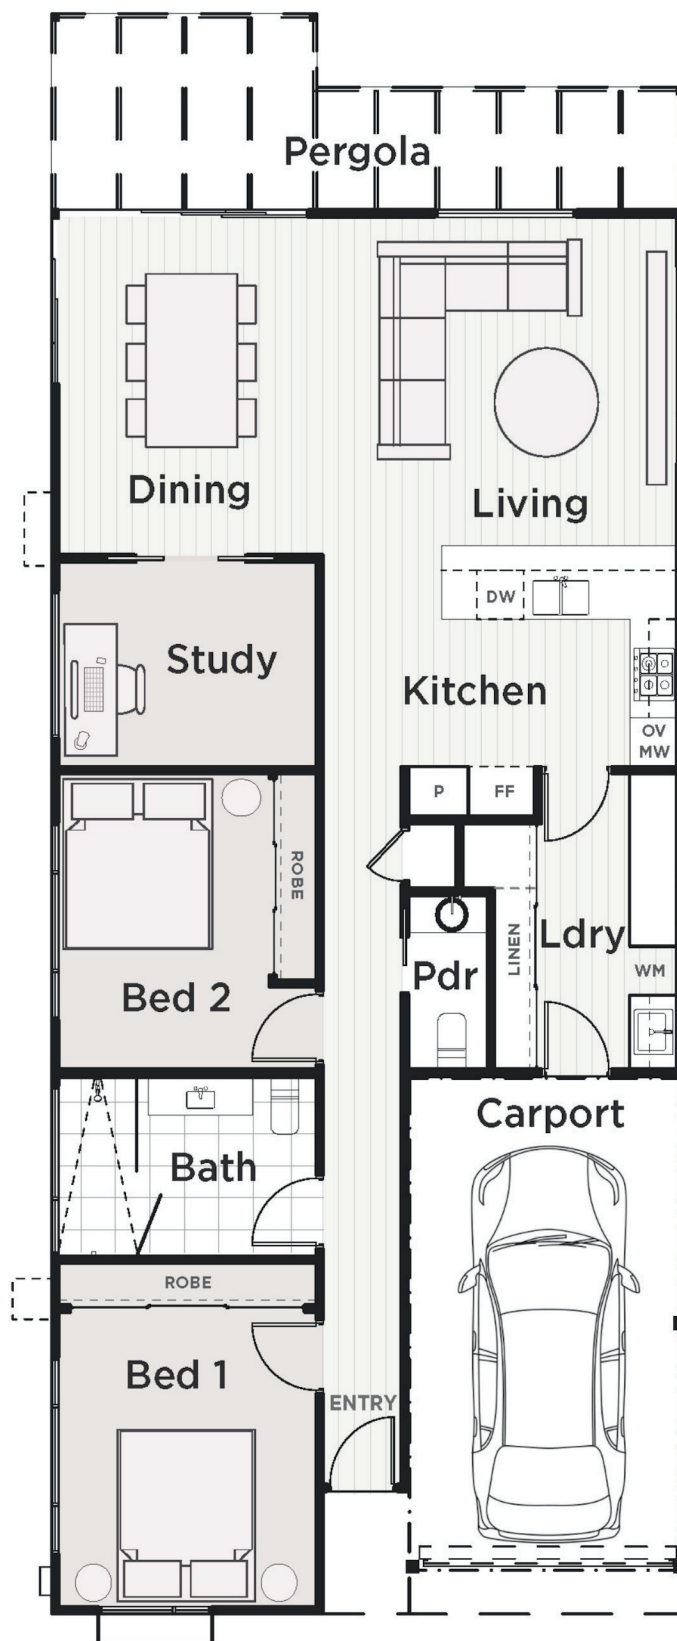 Pergola
Dining
Living
DW
Study
Kitchen
OV
MW
P
FF
ROBE
Bed 2
Pdr
LINEN
Ldry
WM
Carport
Bath
ROBE
Bed 1
ENTRY